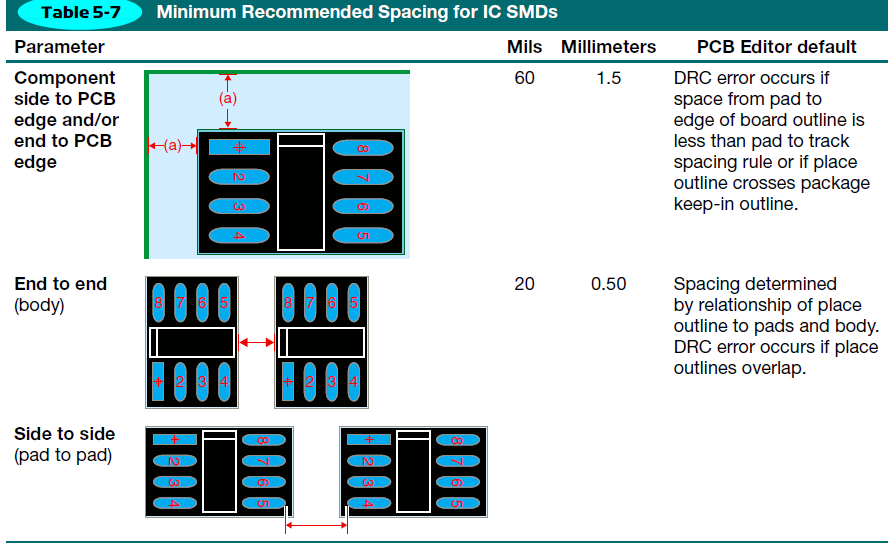 Table 5-7 Minimum Recommended Spacing for IC SMDs
Parameter Mils Millimeters PCB Editor default
Component
side to PCB
edge and/or
end to PCB
edge
(a)
(a)
+ 8
2 7
3 6
4 5
60 1.5
DRC error occurs if
space from pad to
edge of board outline is
less than pad to track
spacing rule or if place
outline crosses package
keep-in outline.
End to end
(body)
8 7 6 5 8 7 6 5
+ 2 3 4 + 2 3 4
20 0.50
Spacing determined
by relationship of place
outline to pads and body.
DRC error occurs if place
outlines overlap.
Side to side
(pad to pad)
+ 8 + 8
2 7 2 7
3 6 3 6
4 5 4 5